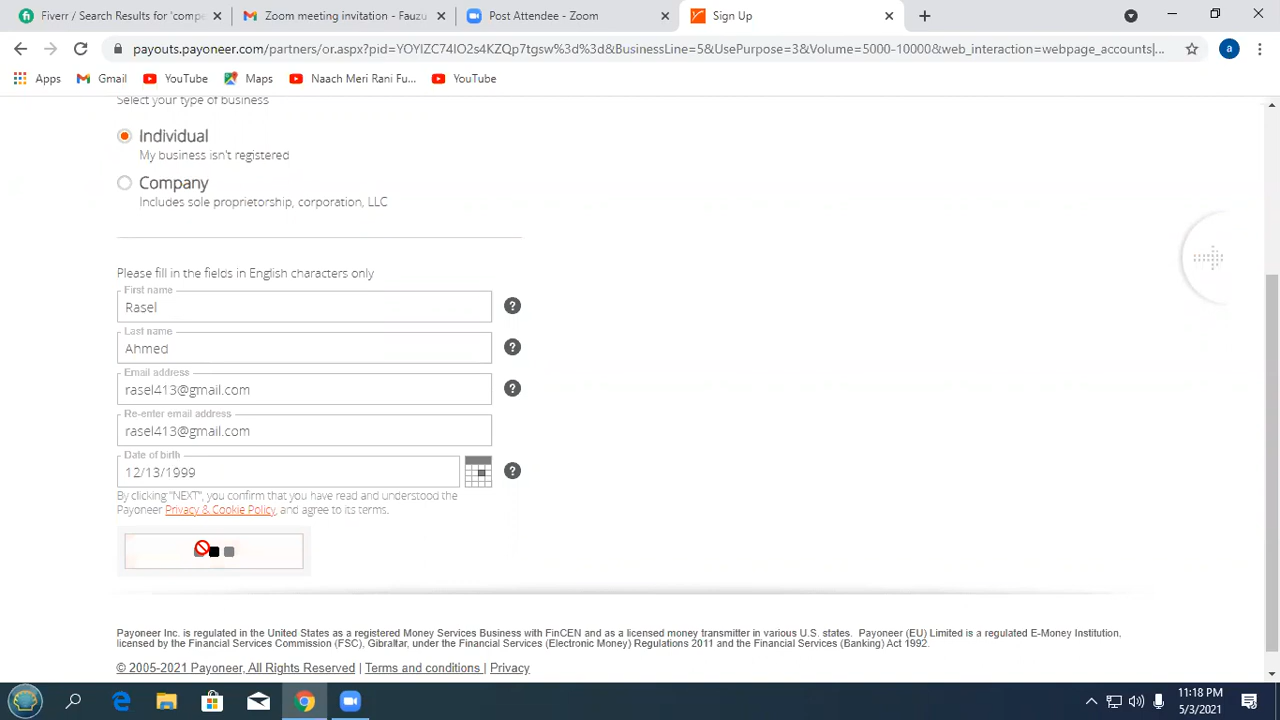 Fiverr / Search Results for 'compe
Zoom meeting invitation - Fauzi
Post Attendee - Zoom
Sign Up
payouts.payoneer.com/partners/or.aspx?pid=YOYIZC74IO2s4KZQp7tgsw%3d%3d&BusinessLine=5&UsePurpose=3&Volume=5000-10000&web_interaction=webpage_accounts|...
a
Apps
Gmail
YouTube
Maps
Naach Meri Rani Fu...
YouTube
Select your type of business
Individual
My business isn't registered
Company
Includes sole proprietorship, corporation, LLC
Please fill in the fields in English characters only
First name
Rasel
?
Last name
Ahmed
?
Email address
rasel413@gmail.com
?
Re-enter email address
rasel413@gmail.com
Date of birth
12/13/1999
?
By clicking "NEXT", you confirm that you have read and understood the
Payoneer Privacy & Cookie Policy, and agree to its terms.
Payoneer Inc. is regulated in the United States as a registered Money Services Business with FinCEN and as a licensed money transmitter in various U.S. states. Payoneer (EU) Limited is a regulated E-Money Institution,
licensed by the Financial Services Commission (FSC), Gibraltar, under the Financial Services (Electronic Money) Regulations 2011 and the Financial Services (Banking) Act 1992.
© 2005-2021 Payoneer, All Rights Reserved | Terms and conditions | Privacy
11:18 PM
5/3/2021